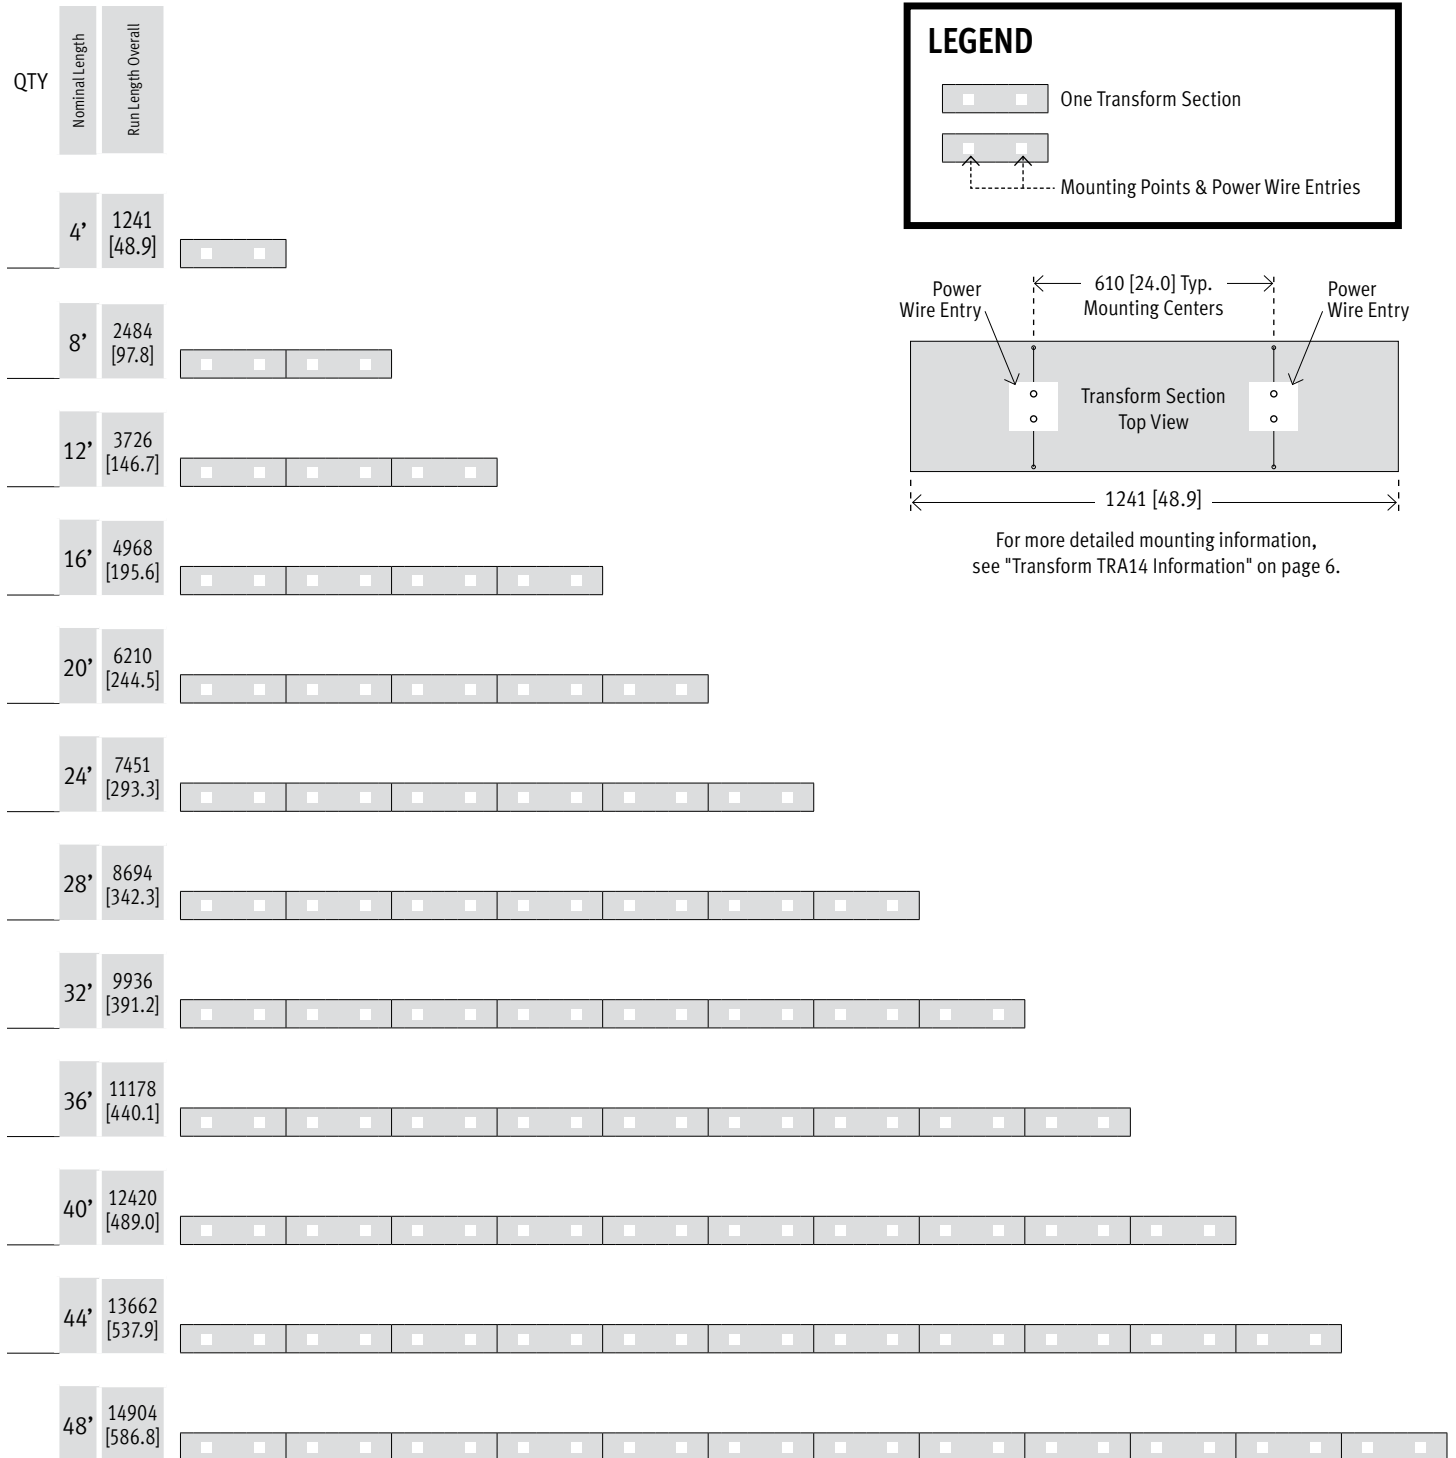 QTY
Nominal Length
Run Length Overall
LEGEND
One Transform Section
Mounting Points & Power Wire Entries
4’
1241
[48.9]
8’
2484
[97.8]
12’
3726
[146.7]
16’
4968
[195.6]
20’
6210
[244.5]
24’
7451
[293.3]
28’
8694
[342.3]
32’
9936
[391.2]
36’
11178
[440.1]
40’
12420
[489.0]
44’
13662
[537.9]
48’
14904
[586.8]
Power
Wire Entry
610 [24.0] Typ.
Mounting Centers
Power
Wire Entry
Transform Section
Top View
1241 [48.9]
For more detailed mounting information,
see "Transform TRA14 Information" on page 6.